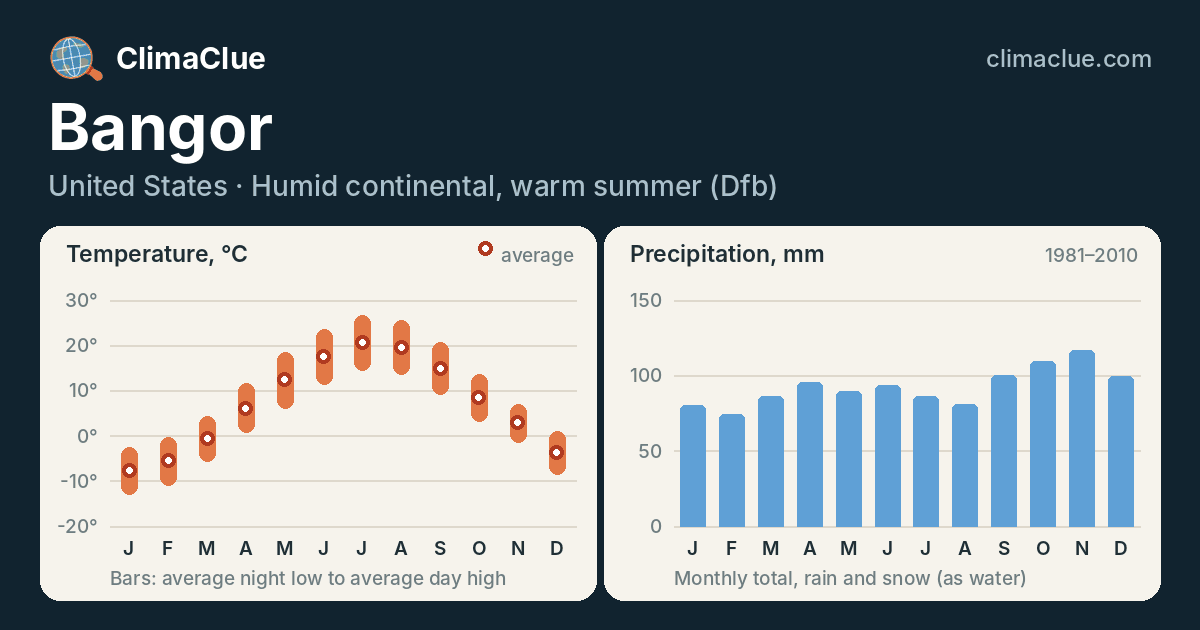 ClimaClue
climaclue.com
Bangor
United States · Humid continental, warm summer (Dfb)
Temperature, °C
average
30°
20°
10°
0°
-10°
-20°
J F M A M J J A S O N D
Bars: average night low to average day high
Precipitation, mm
1981–2010
150
100
50
0
J F M A M J J A S O N D
Monthly total, rain and snow (as water)